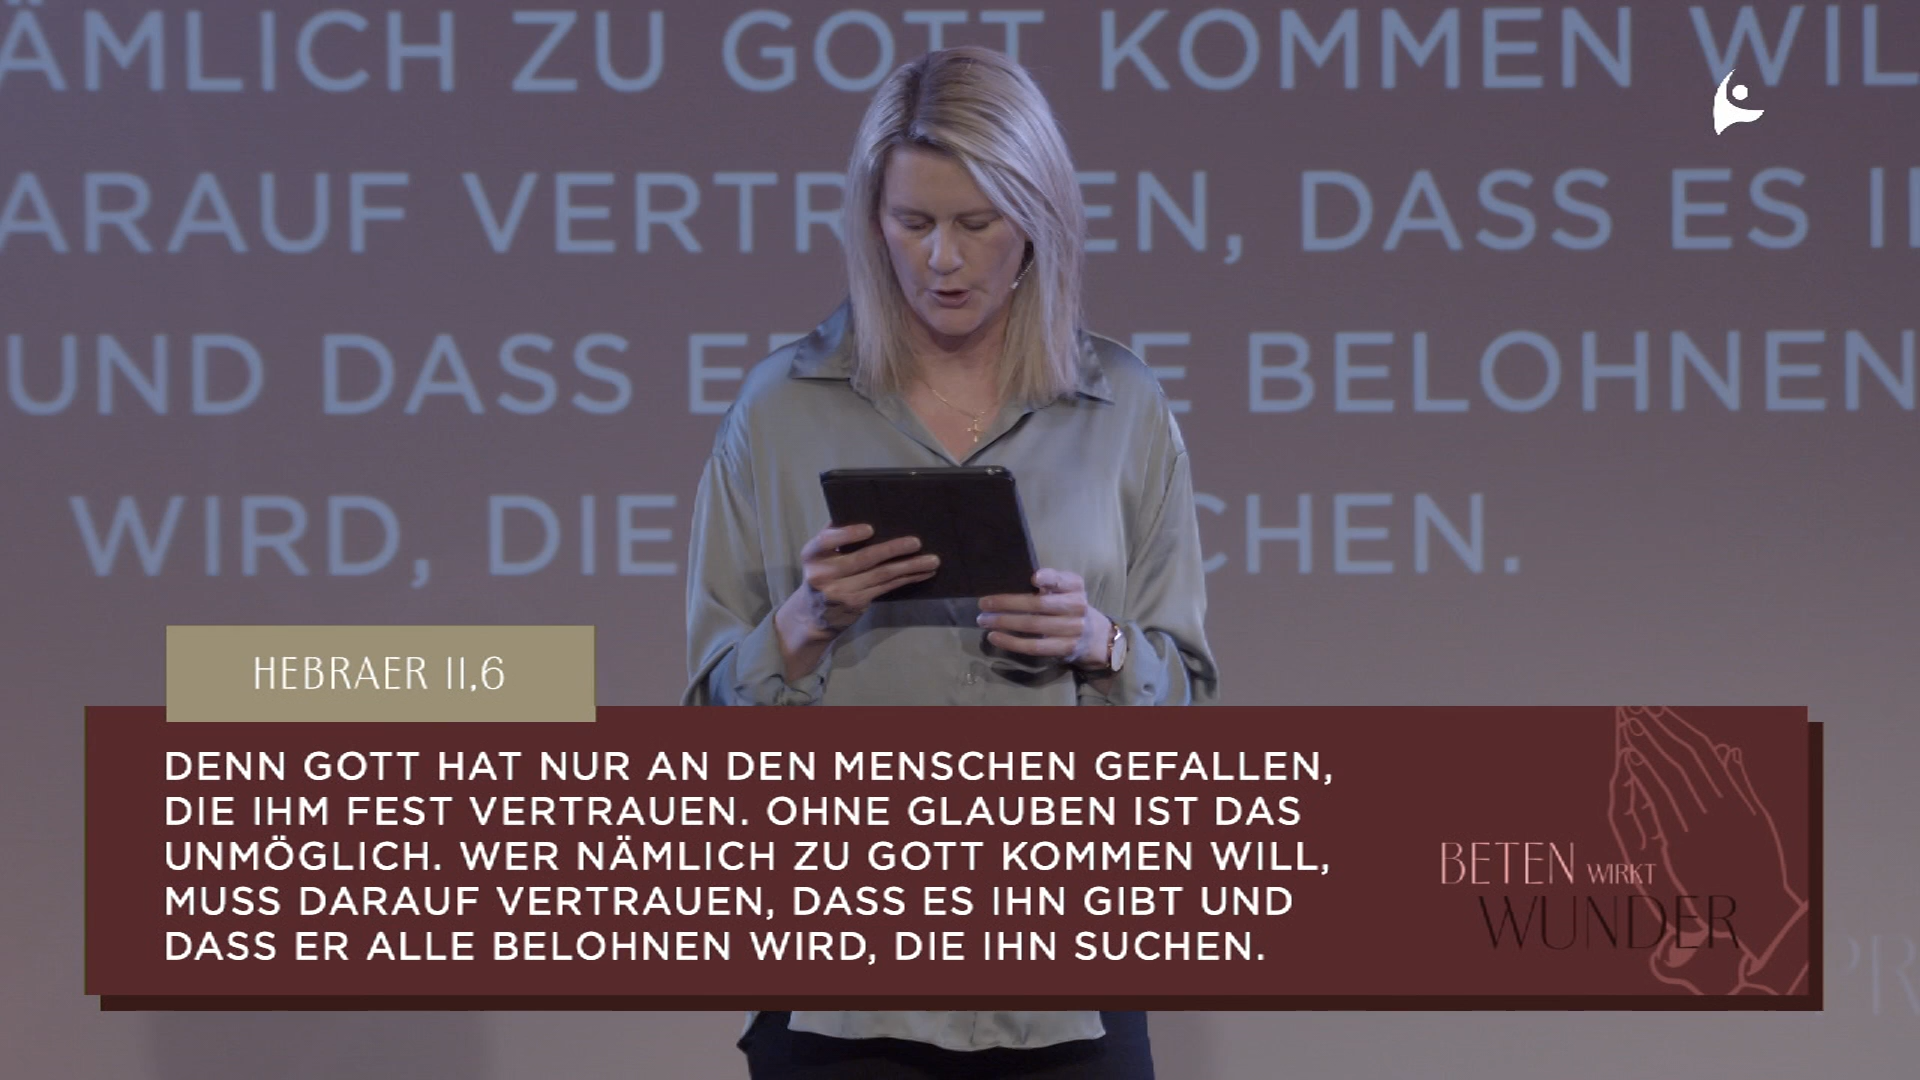 ÄMLICH ZU GOTT KOMMEN WIL
ARAUF VERTR EN, DASS ES I
UND DASS E E BELOHNEN
WIRD, DIE CHEN.
HEBRAER 11,6
DENN GOTT HAT NUR AN DEN MENSCHEN GEFALLEN,
DIE IHM FEST VERTRAUEN. OHNE GLAUBEN IST DAS
UNMÖGLICH. WER NÄMLICH ZU GOTT KOMMEN WILL,
MUSS DARAUF VERTRAUEN, DASS ES IHN GIBT UND
DASS ER ALLE BELOHNEN WIRD, DIE IHN SUCHEN.
BETEN WIRKT
WUNDER
PR